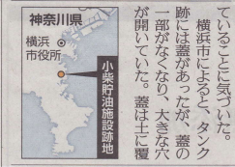 ていることに気づいた。
横浜市によると、タンク
跡には蓋があったが、蓋の
一部がなくなり、大きな穴
が開いていた。蓋は土に覆
神奈川県
横浜
市役所
小柴貯油施設跡地